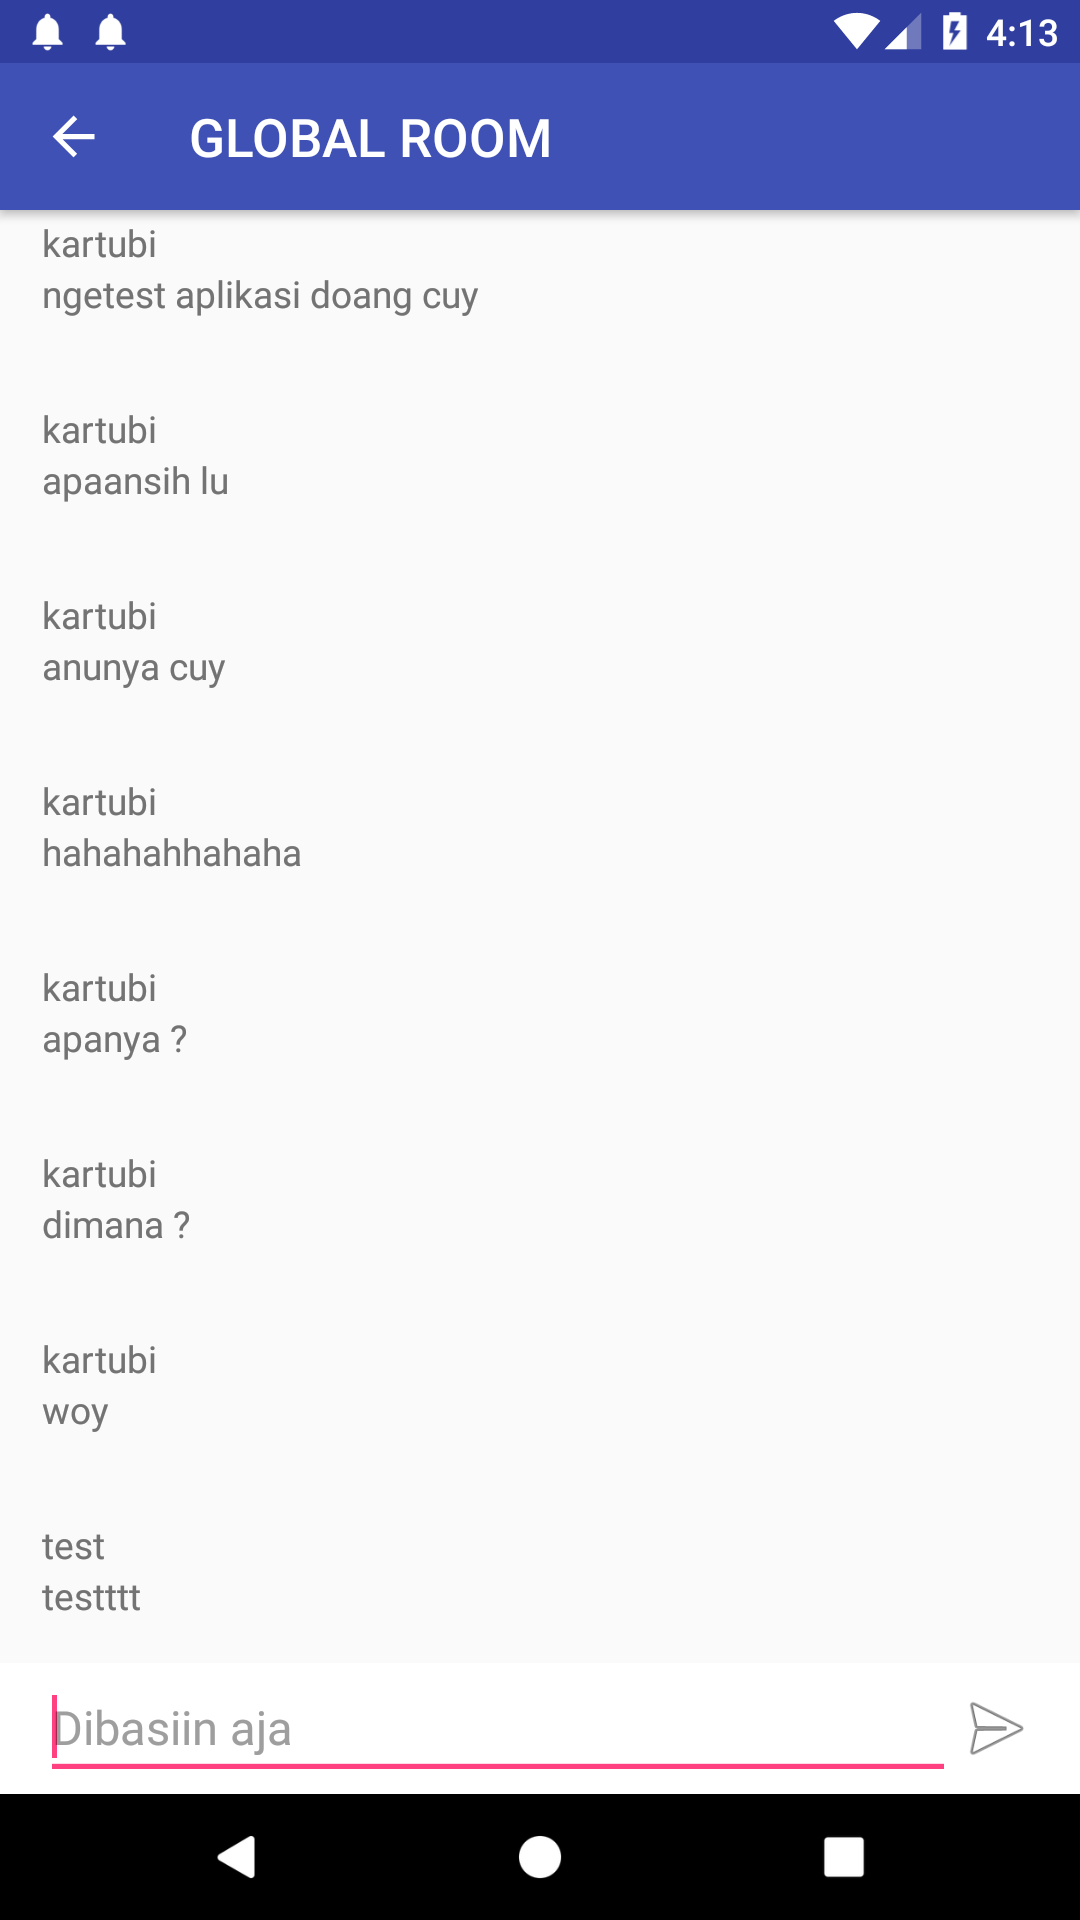 4:13
GLOBAL ROOM
kartubi
ngetest aplikasi doang cuy
kartubi
apaansih lu
kartubi
anunya cuy
kartubi
hahahahhahaha
kartubi
apanya ?
kartubi
dimana ?
kartubi
woy
test
testttt
Dibasiin aja